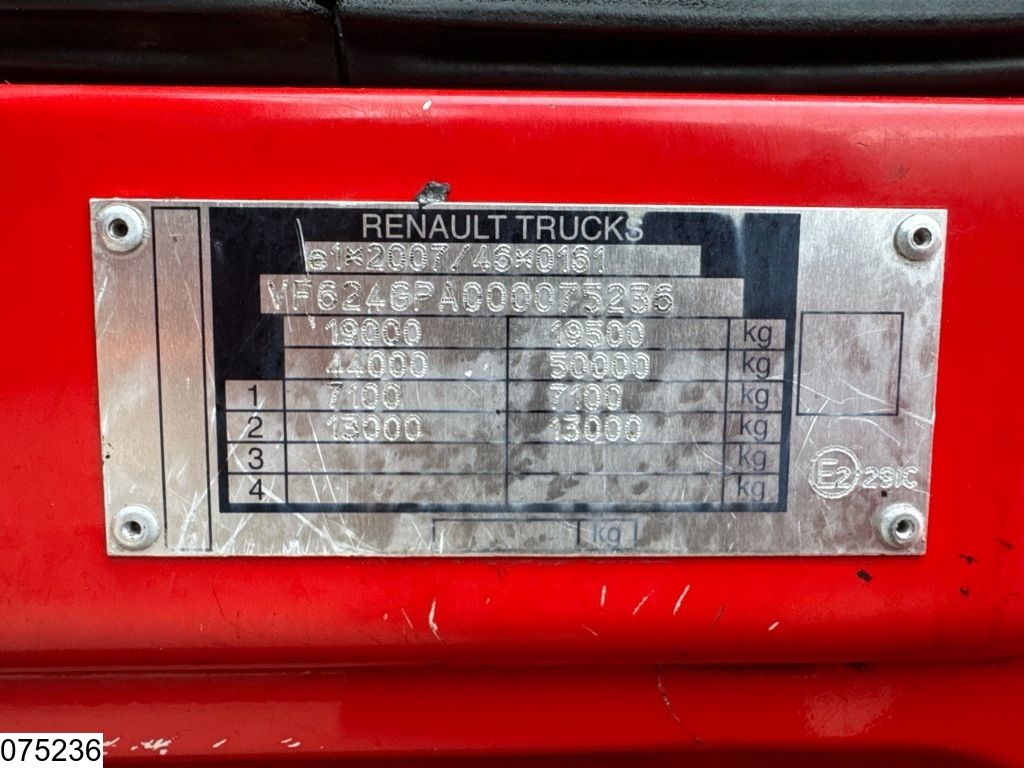 RENAULT TRUCKS
e1*2007/46*0161
VF624GPA000075236
19000 19500 kg
44000 50000 kg
1 7100 7100 kg
2 13000 13000 kg
3 kg
4 kg
E2 291C
kg
075236